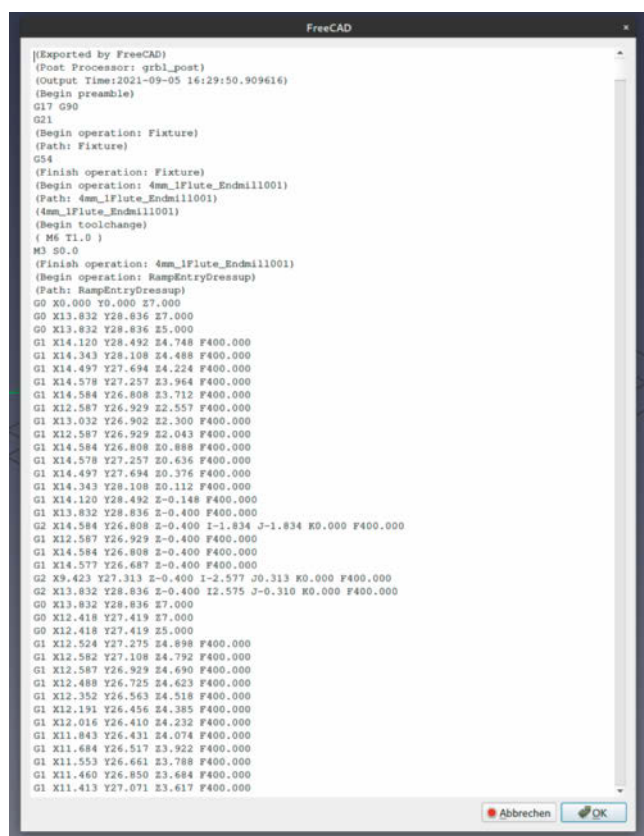 FreeCAD
(Exported by FreeCAD)
(Post Processor: grbl_post)
(Output Time:2021-09-05 16:29:50.909616)
(Begin preamble)
G17 G90
G21
(Begin operation: Fixture)
(Path: Fixture)
G54
(Finish operation: Fixture)
(Begin operation: 4mm_1Flute_Endmill001)
(Path: 4mm_1Flute_Endmill001)
(4mm_1Flute_Endmill001)
(Begin toolchange)
( M6 T1.0 )
M3 S0.0
(Finish operation: 4mm_1Flute_Endmill001)
(Begin operation: RampEntryDressup)
(Path: RampEntryDressup)
G0 X0.000 Y0.000 Z7.000
G0 X13.832 Y28.836 Z7.000
G0 X13.832 Y28.836 Z5.000
G1 X14.120 Y28.492 Z4.748 F400.000
G1 X14.343 Y28.108 Z4.488 F400.000
G1 X14.497 Y27.694 Z4.224 F400.000
G1 X14.578 Y27.257 Z3.964 F400.000
G1 X14.584 Y26.808 Z3.712 F400.000
G1 X12.587 Y26.929 Z2.557 F400.000
G1 X13.032 Y26.902 Z2.300 F400.000
G1 X12.587 Y26.929 Z2.043 F400.000
G1 X14.584 Y26.808 Z0.888 F400.000
G1 X14.578 Y27.257 Z0.636 F400.000
G1 X14.497 Y27.694 Z0.376 F400.000
G1 X14.343 Y28.108 Z0.112 F400.000
G1 X14.120 Y28.492 Z-0.148 F400.000
G1 X13.832 Y28.836 Z-0.400 F400.000
G2 X14.584 Y26.808 Z-0.400 I-1.834 J-1.834 K0.000 F400.000
G1 X12.587 Y26.929 Z-0.400 F400.000
G1 X14.584 Y26.808 Z-0.400 F400.000
G1 X14.577 Y26.687 Z-0.400 F400.000
G2 X9.423 Y27.313 Z-0.400 I-2.577 J0.313 K0.000 F400.000
G2 X13.832 Y28.836 Z-0.400 I2.575 J-0.310 K0.000 F400.000
G0 X13.832 Y28.836 Z7.000
G0 X12.418 Y27.419 Z7.000
G0 X12.418 Y27.419 Z5.000
G1 X12.524 Y27.275 Z4.898 F400.000
G1 X12.582 Y27.108 Z4.792 F400.000
G1 X12.587 Y26.929 Z4.690 F400.000
G1 X12.488 Y26.725 Z4.623 F400.000
G1 X12.352 Y26.563 Z4.518 F400.000
G1 X12.191 Y26.456 Z4.385 F400.000
G1 X12.016 Y26.410 Z4.232 F400.000
G1 X11.843 Y26.431 Z4.074 F400.000
G1 X11.684 Y26.517 Z3.922 F400.000
G1 X11.553 Y26.661 Z3.788 F400.000
G1 X11.460 Y26.850 Z3.684 F400.000
G1 X11.413 Y27.071 Z3.617 F400.000
Abbrechen
OK